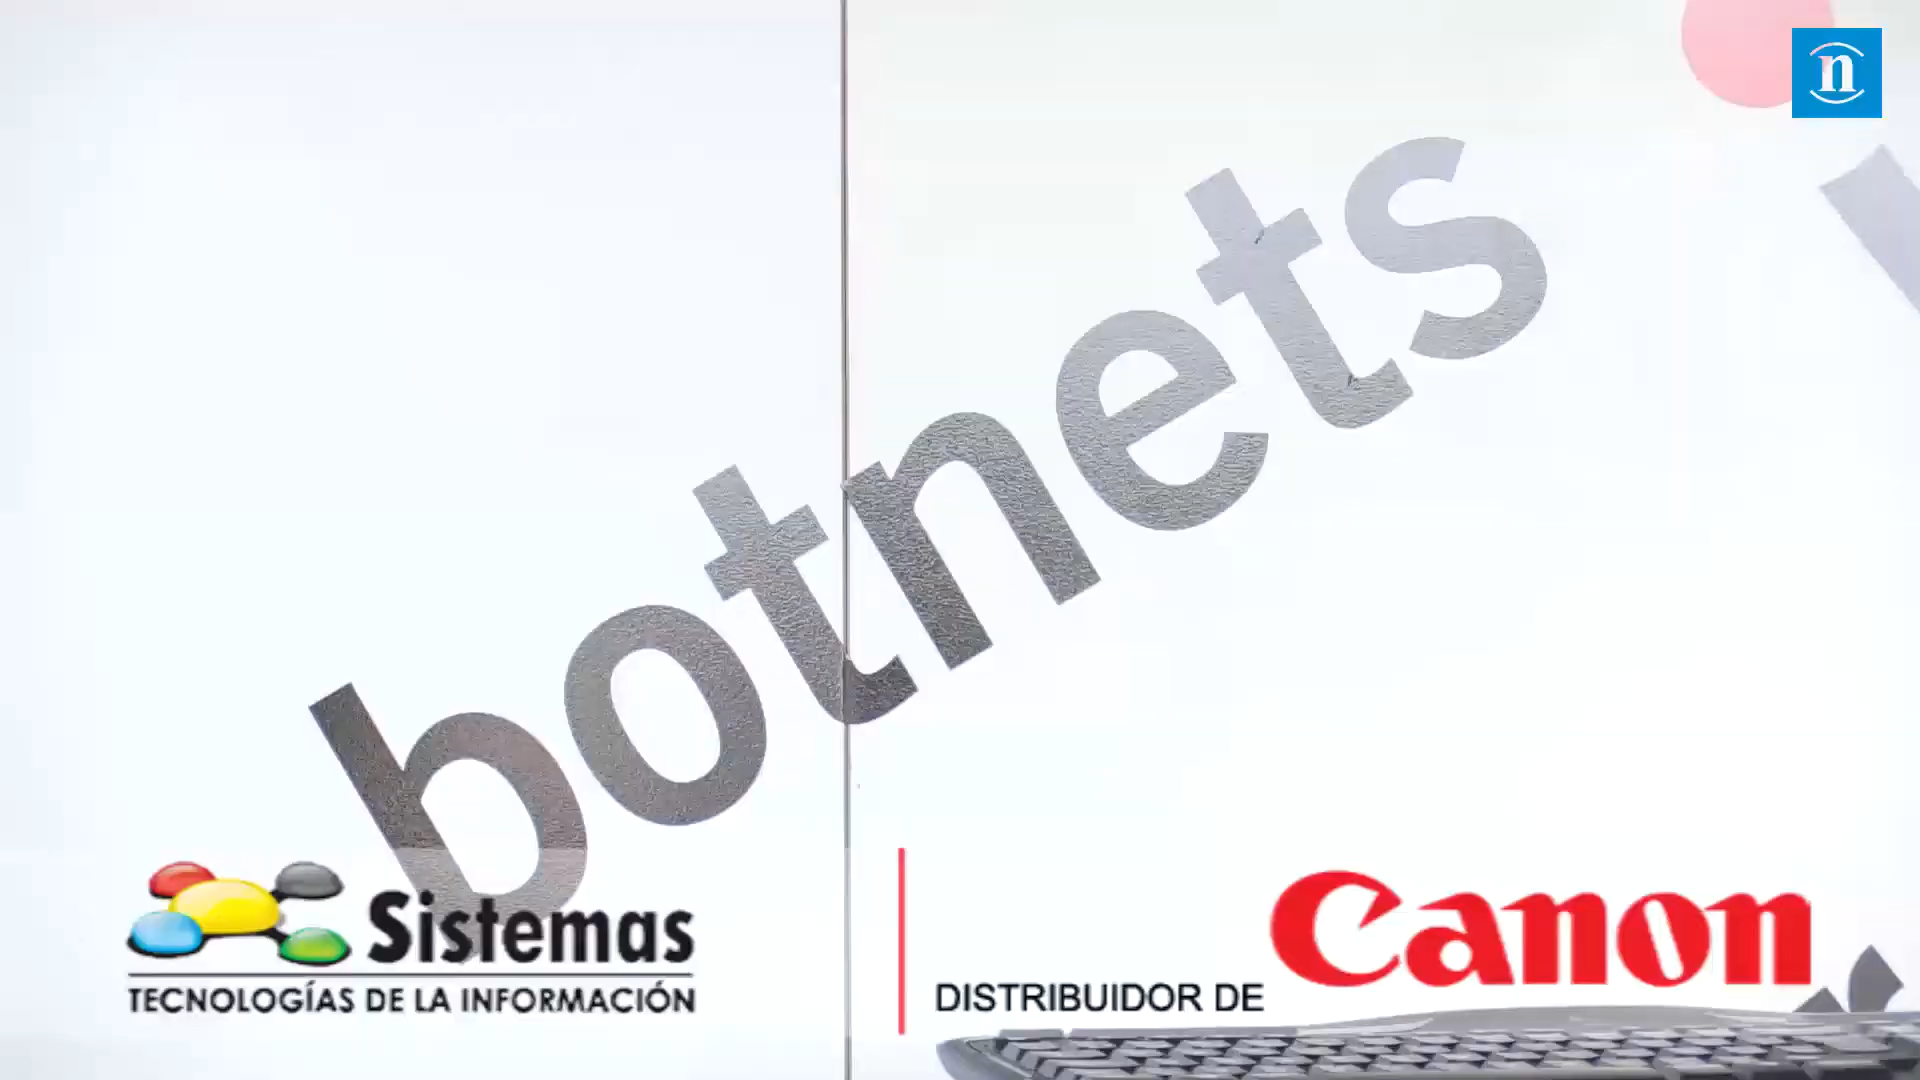 n
botnets
Sistemas
TECNOLOGÍAS DE LA INFORMACIÓN
DISTRIBUIDOR DE
Canon